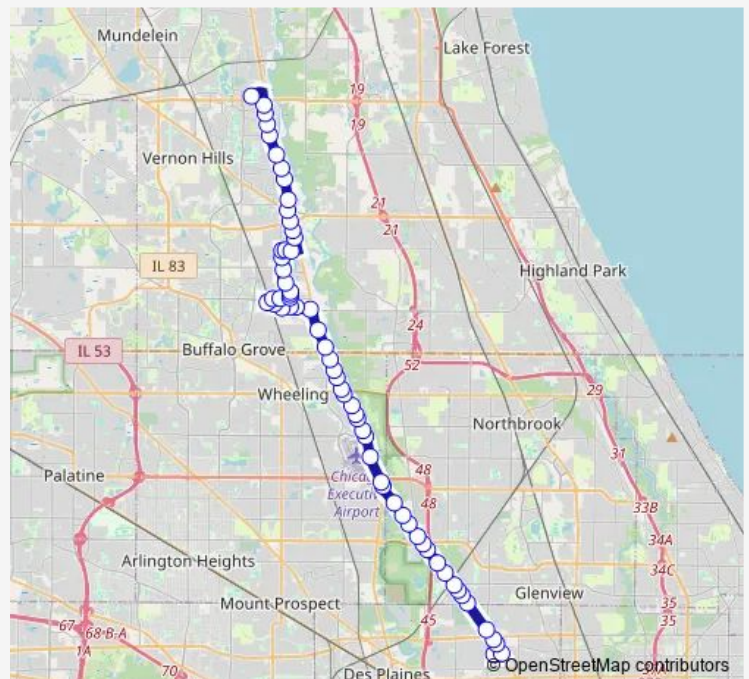 Mundelein
Lake Forest
19
19
Vernon Hills
21
21
IL 83
Highland Park
24
IL 53
Buffalo Grove
52
29
Wheeling
Northbrook
31
Palatine
48
Executive
Airport
48
33B
34A
Arlington Heights
34C
Glenview
Mount Prospect
35
35
45
67
68-B-A
1A
70
Des Plaines
© OpenStreetMap contributors